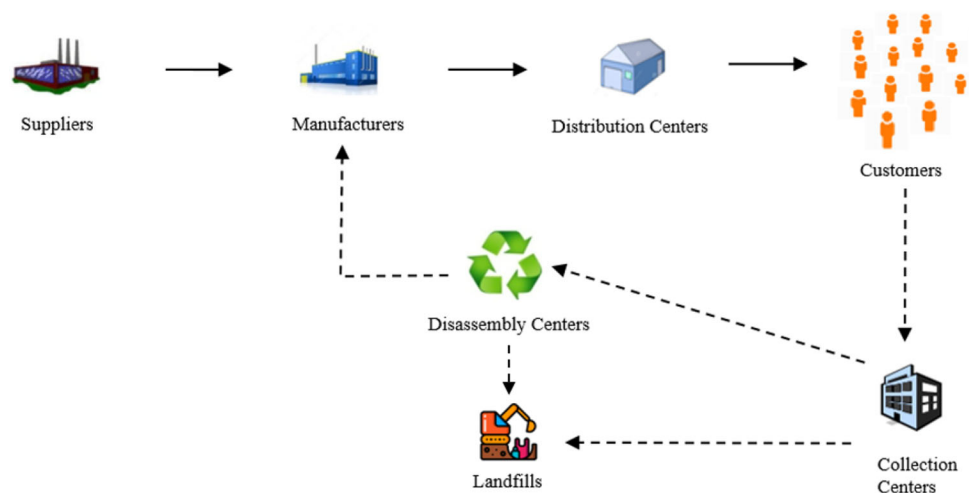 Suppliers
Manufacturers
Distribution Centers
Customers
Disassembly Centers
Landfills
Collection
Centers